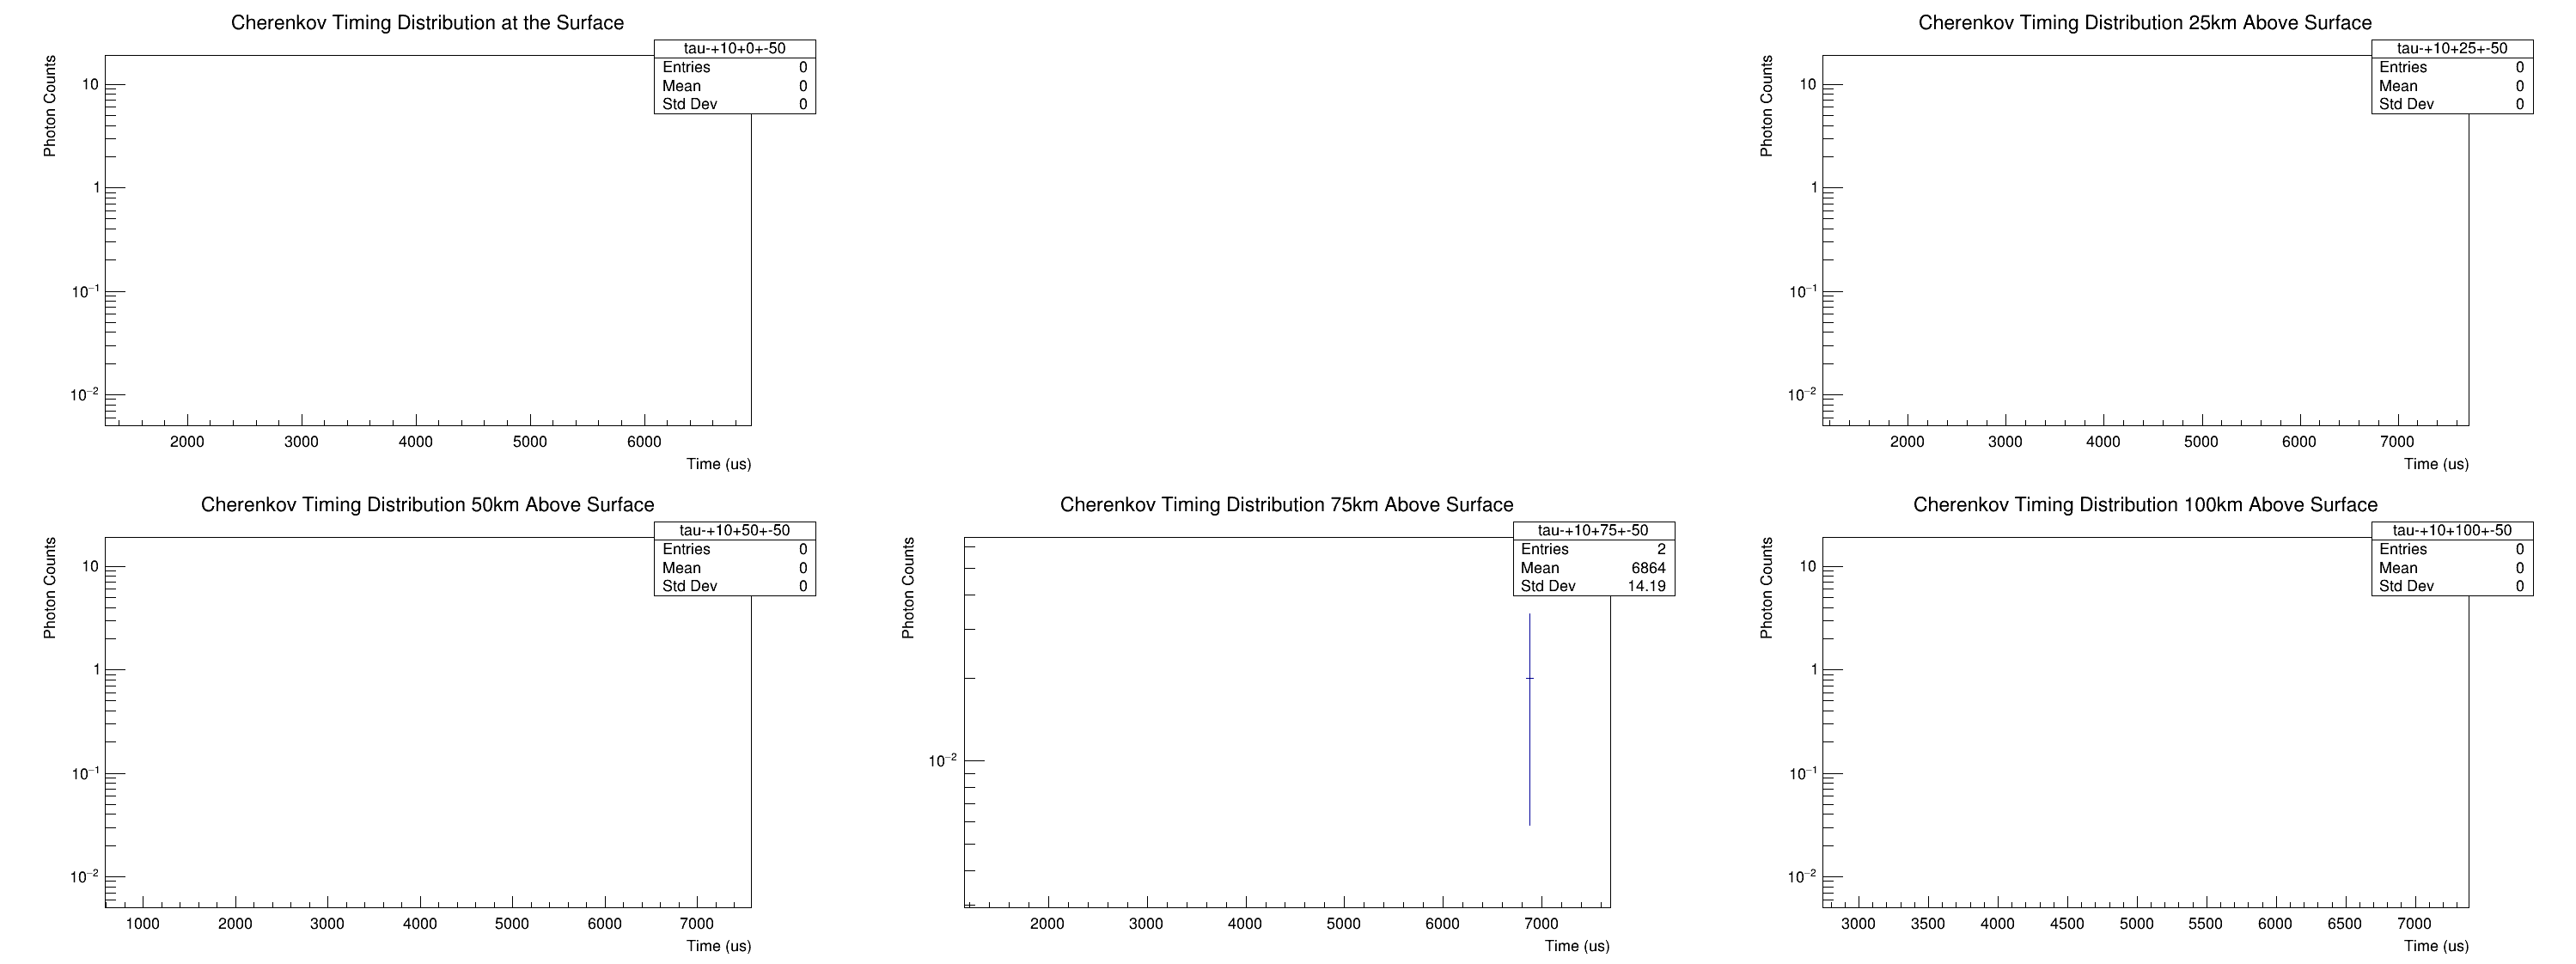 Cherenkov Timing Distribution at the Surface
tau-+10+0+-50
Entries 0
Mean 0
Std Dev 0
Photon Counts
10
1
10⁻¹
10⁻²
2000 3000 4000 5000 6000
Time (us)
Cherenkov Timing Distribution 25km Above Surface
tau-+10+25+-50
Entries 0
Mean 0
Std Dev 0
Photon Counts
10
1
10⁻¹
10⁻²
2000 3000 4000 5000 6000 7000
Time (us)
Cherenkov Timing Distribution 50km Above Surface
tau-+10+50+-50
Entries 0
Mean 0
Std Dev 0
Photon Counts
10
1
10⁻¹
10⁻²
1000 2000 3000 4000 5000 6000 7000
Time (us)
Cherenkov Timing Distribution 75km Above Surface
tau-+10+75+-50
Entries 2
Mean 6864
Std Dev 14.19
Photon Counts
10⁻²
2000 3000 4000 5000 6000 7000
Time (us)
Cherenkov Timing Distribution 100km Above Surface
tau-+10+100+-50
Entries 0
Mean 0
Std Dev 0
Photon Counts
10
1
10⁻¹
10⁻²
3000 3500 4000 4500 5000 5500 6000 6500 7000
Time (us)